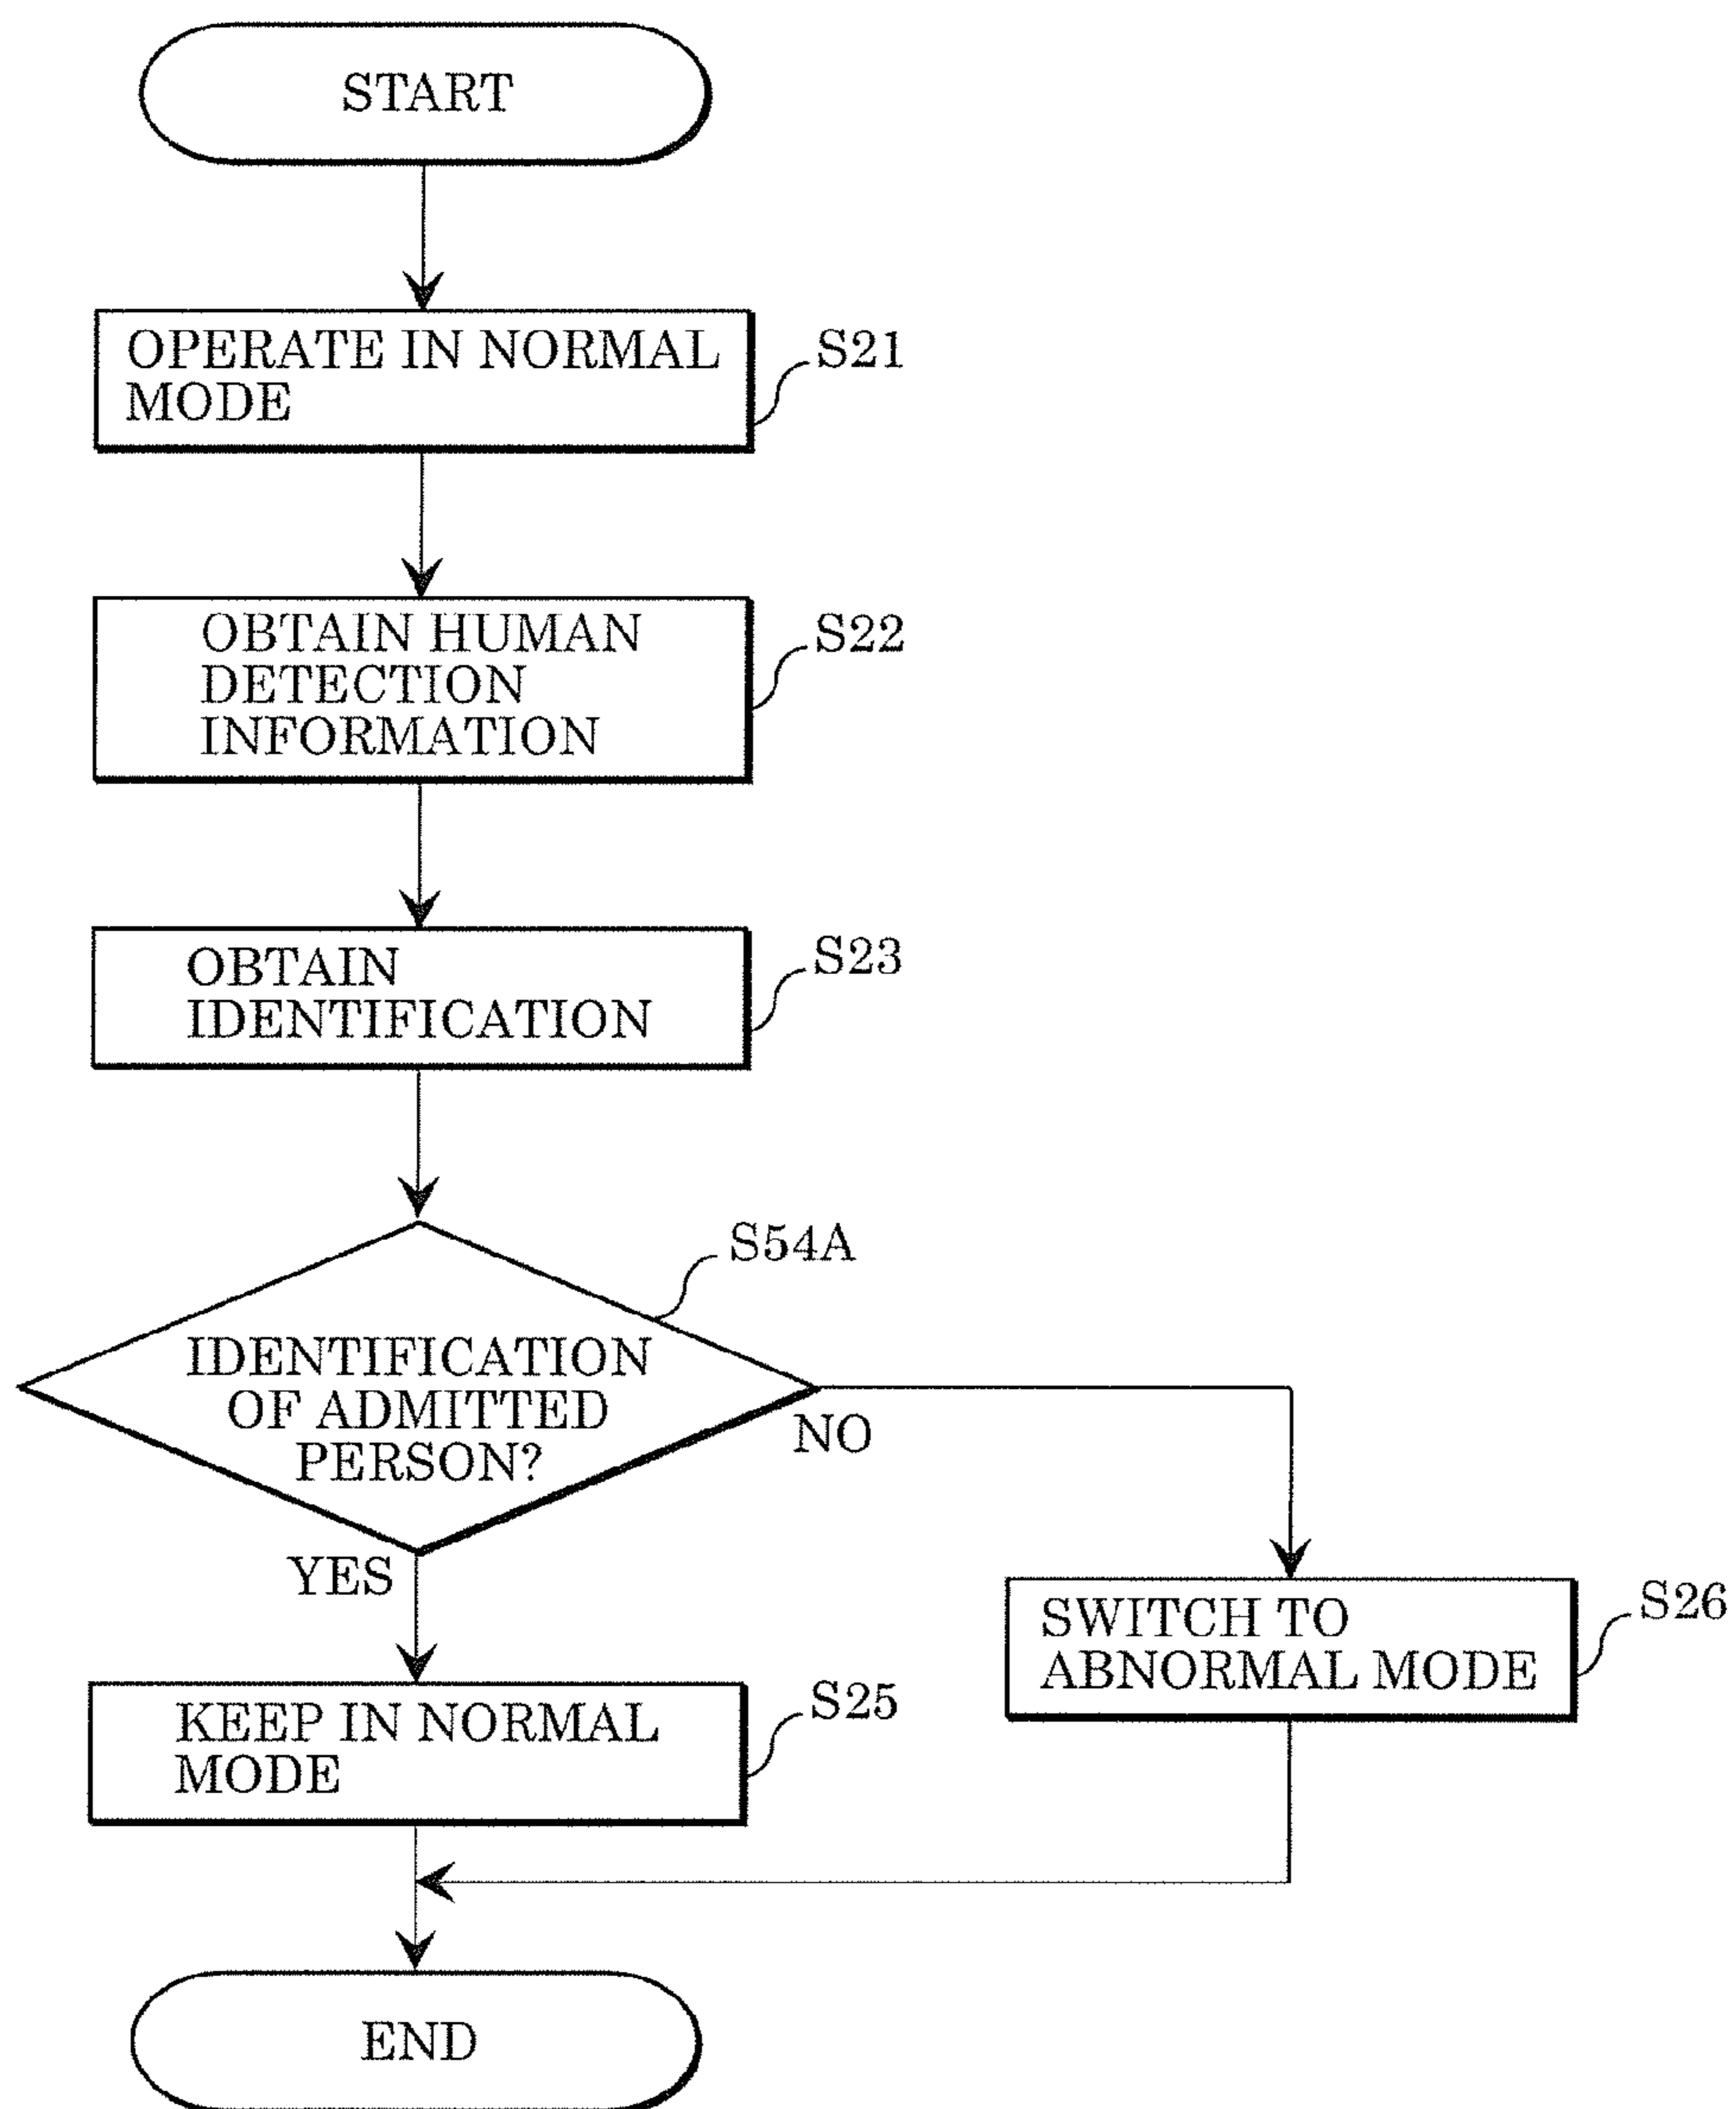 START
OPERATE IN NORMAL
MODE
S21
OBTAIN HUMAN
DETECTION
INFORMATION
S22
OBTAIN
IDENTIFICATION
S23
S54A
IDENTIFICATION
OF ADMITTED
PERSON?
NO
YES
SWITCH TO
ABNORMAL MODE
S26
KEEP IN NORMAL
MODE
S25
END